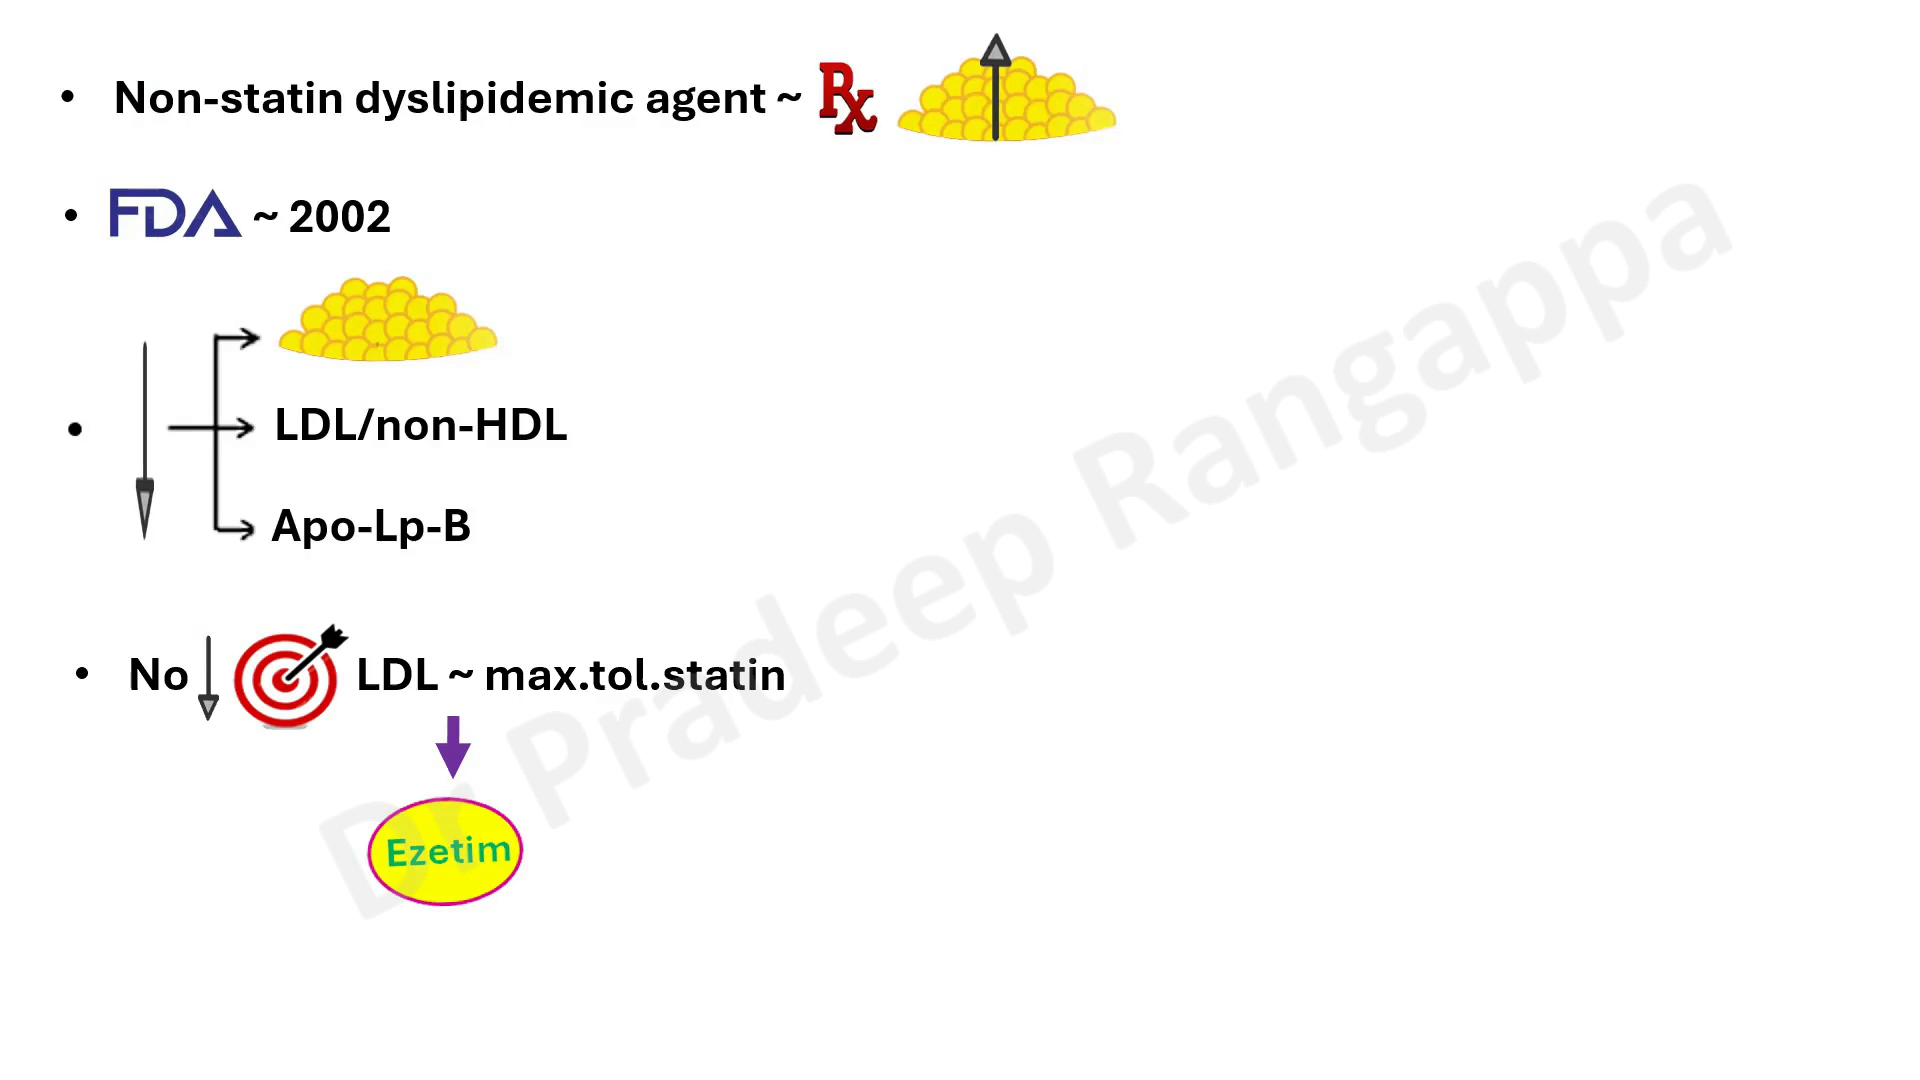 • Non-statin dyslipidemic agent ~ Rx
• FDA ~ 2002
LDL/non-HDL
Apo-Lp-B
• No LDL ~ max.tol.statin
Ezetim
Dr Pradeep Rangappa